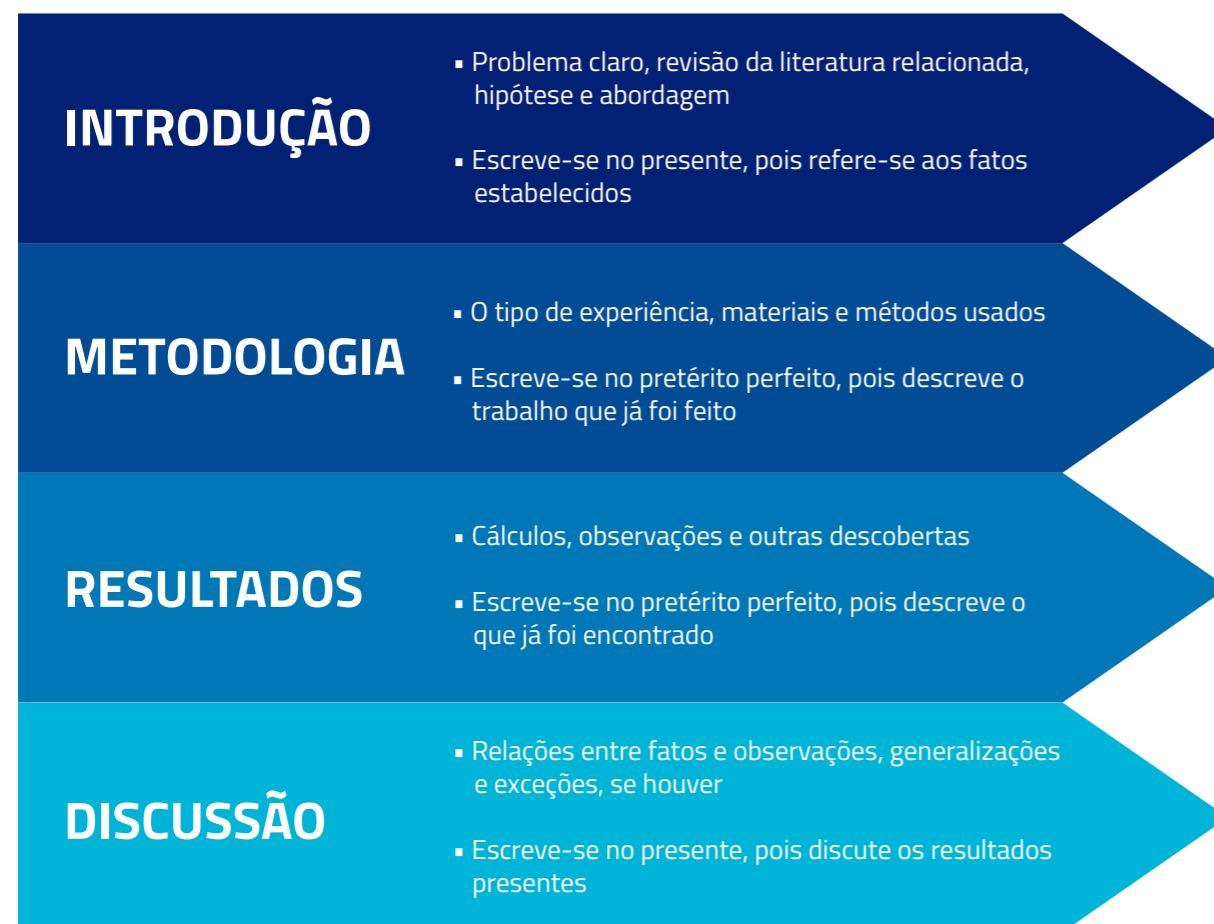 INTRODUÇÃO
▪ Problema claro, revisão da literatura relacionada,
hipótese e abordagem
▪ Escreve-se no presente, pois refere-se aos fatos
estabelecidos
METODOLOGIA
▪ O tipo de experiência, materiais e métodos usados
▪ Escreve-se no pretérito perfeito, pois descreve o
trabalho que já foi feito
RESULTADOS
▪ Cálculos, observações e outras descobertas
▪ Escreve-se no pretérito perfeito, pois descreve o
que já foi encontrado
DISCUSSÃO
▪ Relações entre fatos e observações, generalizações
e exceções, se houver
▪ Escreve-se no presente, pois discute os resultados
presentes